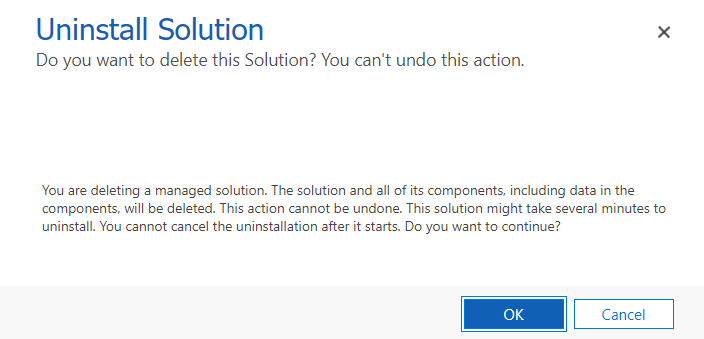 Uninstall Solution
Do you want to delete this Solution? You can't undo this action.
You are deleting a managed solution. The solution and all of its components, including data in the
components, will be deleted. This action cannot be undone. This solution might take several minutes to
uninstall. You cannot cancel the uninstallation after it starts. Do you want to continue?
OK
Cancel